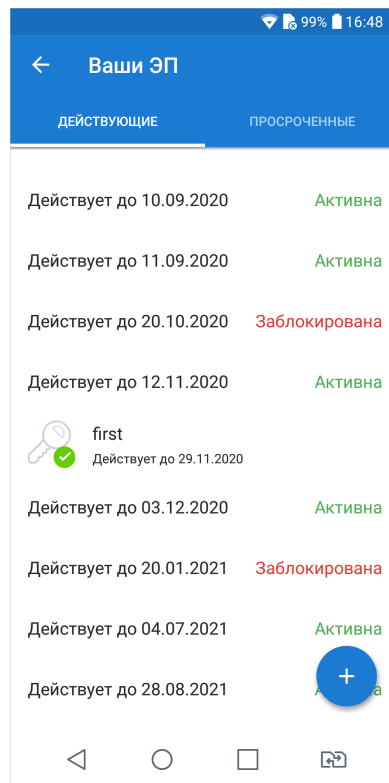 99% 16:48
Ваши ЭП
ДЕЙСТВУЮЩИЕ ПРОСРОЧЕННЫЕ
Действует до 10.09.2020 Активна
Действует до 11.09.2020 Активна
Действует до 20.10.2020 Заблокирована
Действует до 12.11.2020 Активна
first
Действует до 29.11.2020
Действует до 03.12.2020 Активна
Действует до 20.01.2021 Заблокирована
Действует до 04.07.2021 Активна
Действует до 28.08.2021